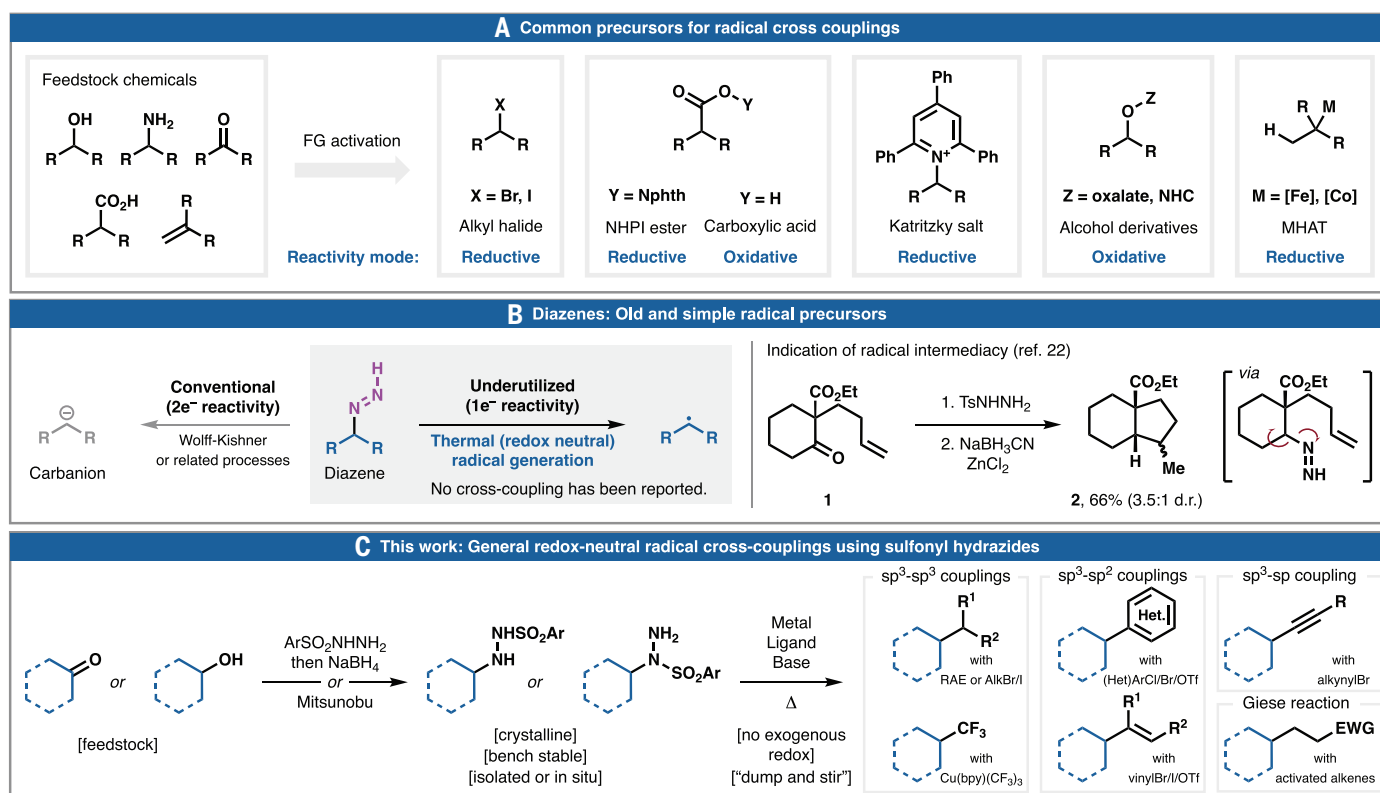 A Common precursors for radical cross couplings
Feedstock chemicals
OH
R R
NH2
R R
O
R R
CO2H
R R
R
R
FG activation
Reactivity mode:
X
R R
X = Br, I
Alkyl halide
Reductive
O O Y
R R
Y = Nphth
NHPI ester
Reductive
Y = H
Carboxylic acid
Oxidative
Ph
Ph N+ Ph
R R
Katritzky salt
Reductive
Z
O
R R
Z = oxalate, NHC
Alcohol derivatives
Oxidative
R M
H R
M = [Fe], [Co]
MHAT
Reductive
B Diazenes: Old and simple radical precursors
Conventional
(2e– reactivity)
Wolff-Kishner
or related processes
R R
Carbanion
H
N
N
R R
Diazene
Underutilized
(1e– reactivity)
Thermal (redox neutral)
radical generation
No cross-coupling has been reported.
R R
Indication of radical intermediacy (ref. 22)
CO2Et
O
1
1. TsNHNH2
2. NaBH3CN
ZnCl2
CO2Et
H
Me
2, 66% (3.5:1 d.r.)
via
CO2Et
N
NH
C This work: General redox-neutral radical cross-couplings using sulfonyl hydrazides
O
or
OH
[feedstock]
ArSO2NHNH2
then NaBH4
or
Mitsunobu
NHSO2Ar
NH
or
NH2
N
SO2Ar
[crystalline]
[bench stable]
[isolated or in situ]
Metal
Ligand
Base
Δ
[no exogenous
redox]
["dump and stir"]
sp3-sp3 couplings
R1
R2
with
RAE or AlkBr/I
CF3
with
Cu(bpy)(CF3)3
sp3-sp2 couplings
Het.
with
(Het)ArCl/Br/OTf
R1
R2
with
vinylBr/I/OTf
sp3-sp coupling
R
with
alkynylBr
Giese reaction
EWG
with
activated alkenes